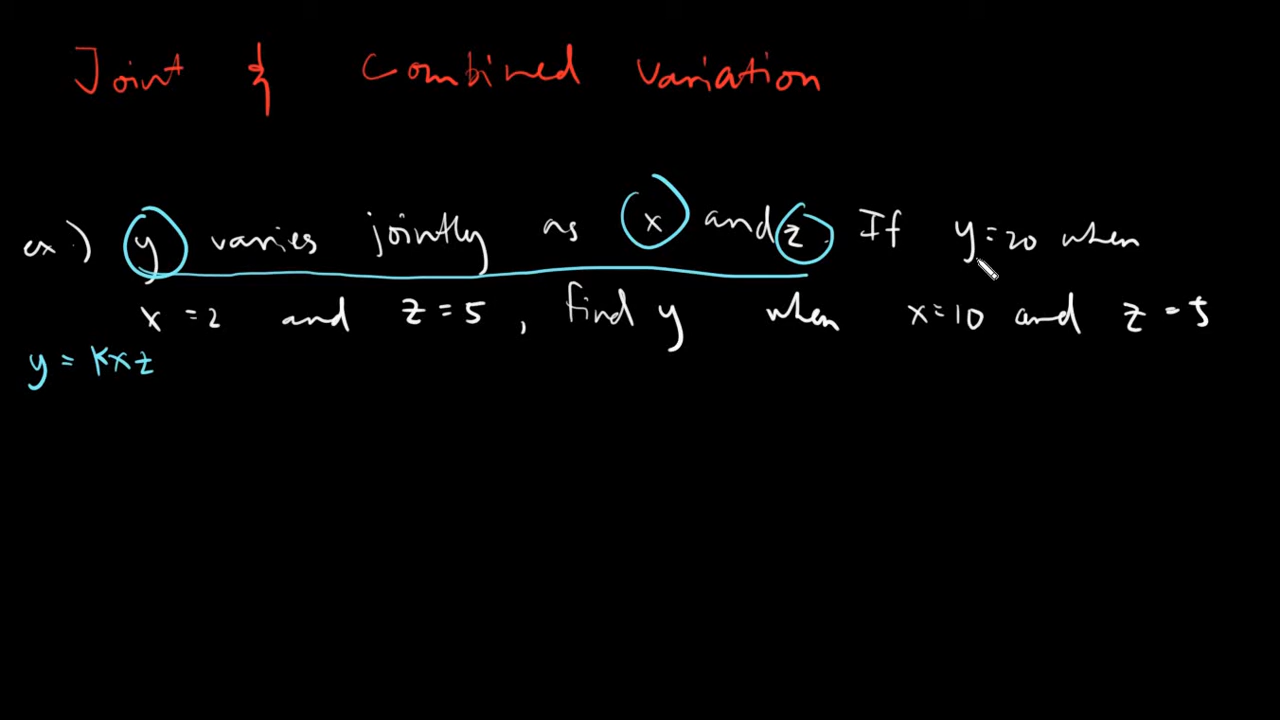 Joint & Combined Variation
ex.) y varies jointly as x and z. If y=20 when
x = 2 and z = 5, find y when x=10 and z = 5
y = kxz